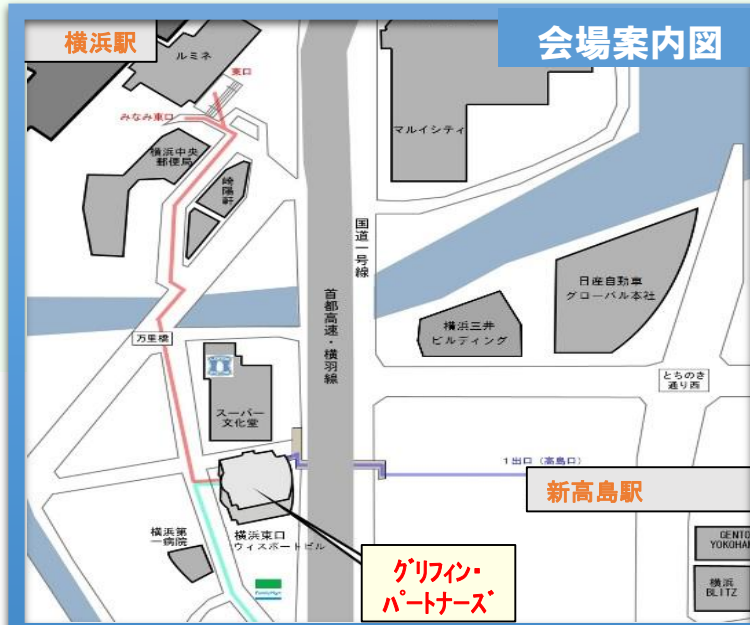 会場案内図
横浜駅
ルミネ
東口
みなみ東口
横浜中央
郵便局
崎陽軒
マルイシティ
国道一号線
首都高速・横羽線
日産自動車
グローバル本社
横浜三井
ビルディング
万里橋
とちのき
通り西
スーパー
文化堂
1出口（高島口）
新高島駅
横浜第
一病院
横浜東口
ウィスポートビル
グリフィン・
パートナーズ
FamilyMart
GENTO
YOKOHAM
横浜
BLITZ